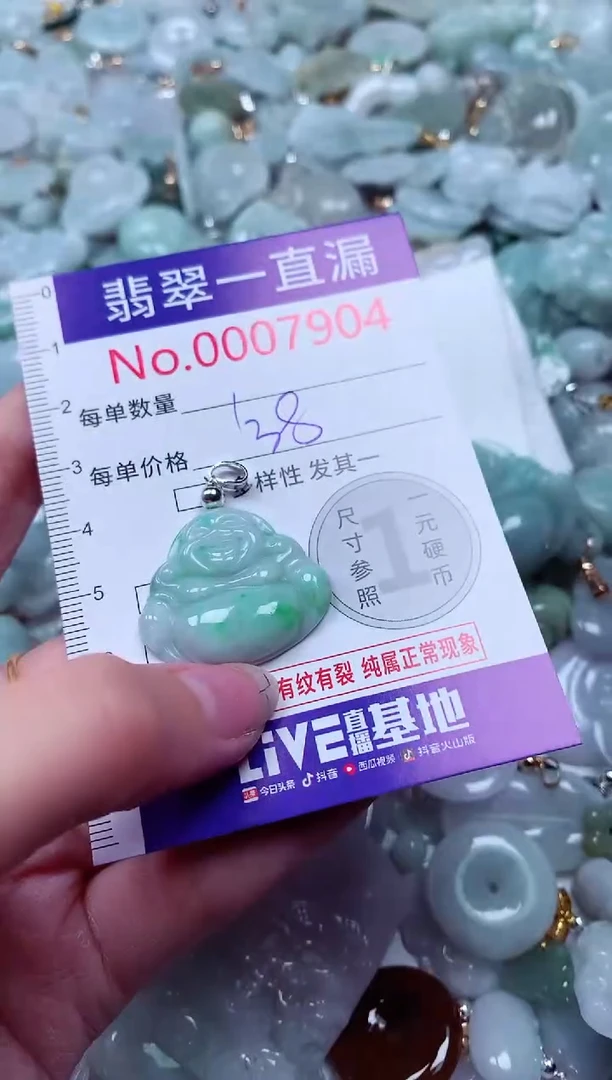 翡翠一直漏
No.0007904
0
1
2
3
4
5
每单数量
138
每单价格
样性 发其一
尺寸参照
1
一元硬币
有纹有裂 纯属正常现象
LiVE直播基地
今日头条 抖音 西瓜视频 抖音火山版